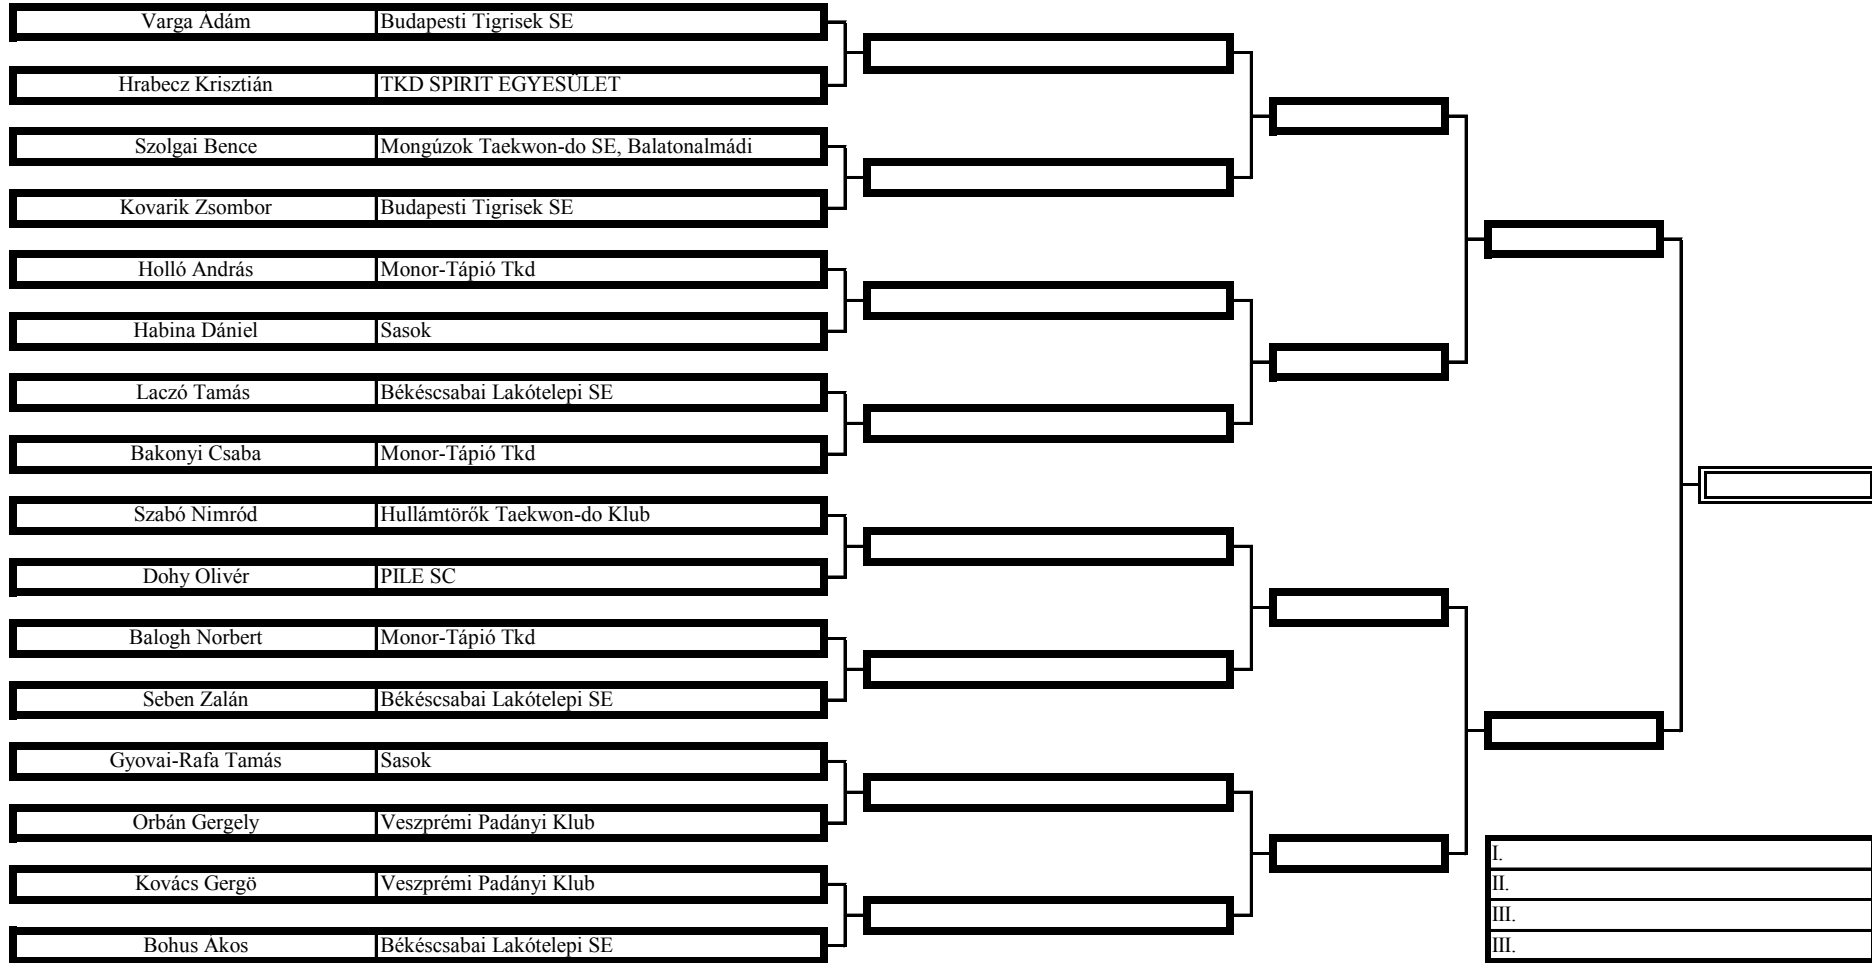 Varga Ádám Budapesti Tigrisek SE
Hrabecz Krisztián TKD SPIRIT EGYESÜLET
Szolgai Bence Mongúzok Taekwon-do SE, Balatonalmádi
Kovarik Zsombor Budapesti Tigrisek SE
Holló András Monor-Tápió Tkd
Habina Dániel Sasok
Laczó Tamás Békéscsabai Lakótelepi SE
Bakonyi Csaba Monor-Tápió Tkd
Szabó Nimród Hullámtörők Taekwon-do Klub
Dohy Olivér PILE SC
Balogh Norbert Monor-Tápió Tkd
Seben Zalán Békéscsabai Lakótelepi SE
Gyovai-Rafa Tamás Sasok
Orbán Gergely Veszprémi Padányi Klub
Kovács Gergö Veszprémi Padányi Klub
Bohus Ákos Békéscsabai Lakótelepi SE
I.
II.
III.
III.